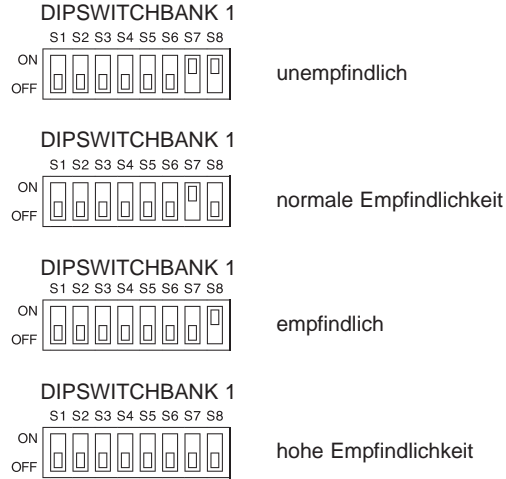 DIPSWITCHBANK 1
S1 S2 S3 S4 S5 S6 S7 S8
ON
OFF
unempfindlich
DIPSWITCHBANK 1
S1 S2 S3 S4 S5 S6 S7 S8
ON
OFF
normale Empfindlichkeit
DIPSWITCHBANK 1
S1 S2 S3 S4 S5 S6 S7 S8
ON
OFF
empfindlich
DIPSWITCHBANK 1
S1 S2 S3 S4 S5 S6 S7 S8
ON
OFF
hohe Empfindlichkeit